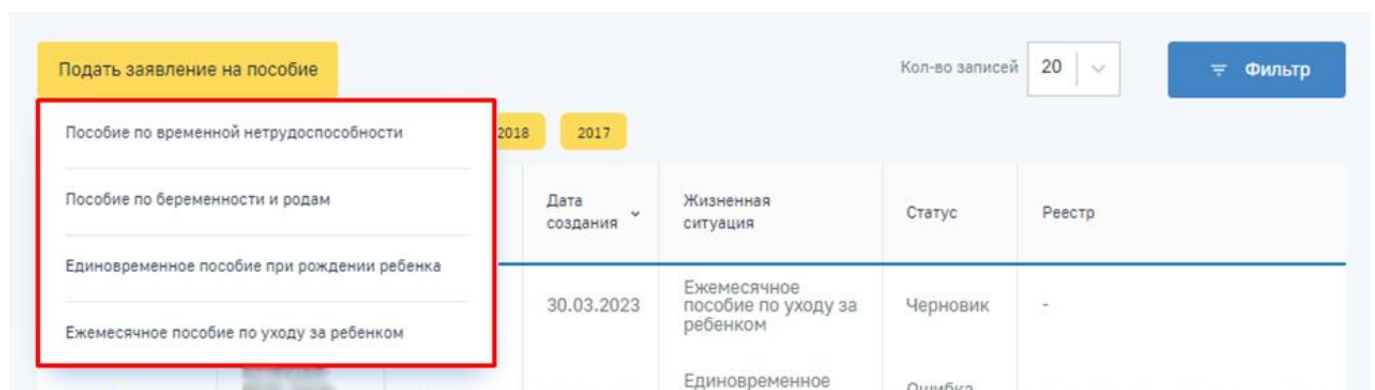 Подать заявление на пособие
Кол-во записей 20
Фильтр
Пособие по временной нетрудоспособности
Пособие по беременности и родам
Единовременное пособие при рождении ребенка
Ежемесячное пособие по уходу за ребенком
2018 2017
Дата
создания
Жизненная
ситуация
Статус
Реестр
30.03.2023
Ежемесячное
пособие по уходу за
ребенком
Черновик
-
Единовременное
Ошибка